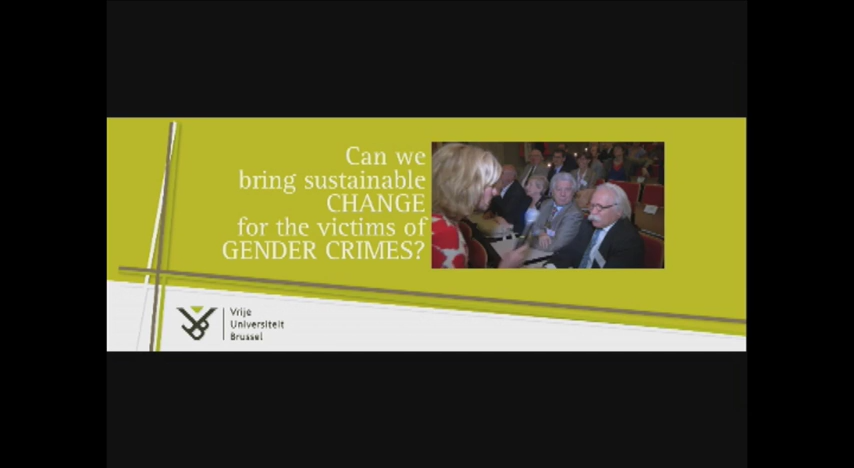 Can we
bring sustainable
CHANGE
for the victims of
GENDER CRIMES?
Vrije
Universiteit
Brussel